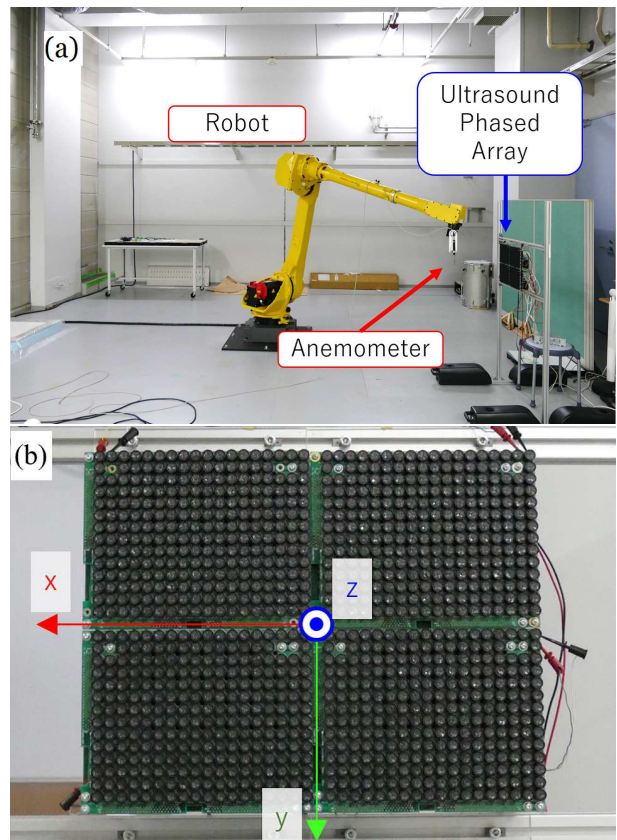 (a)
Robot
Ultrasound
Phased
Array
Anemometer
(b)
x
z
y